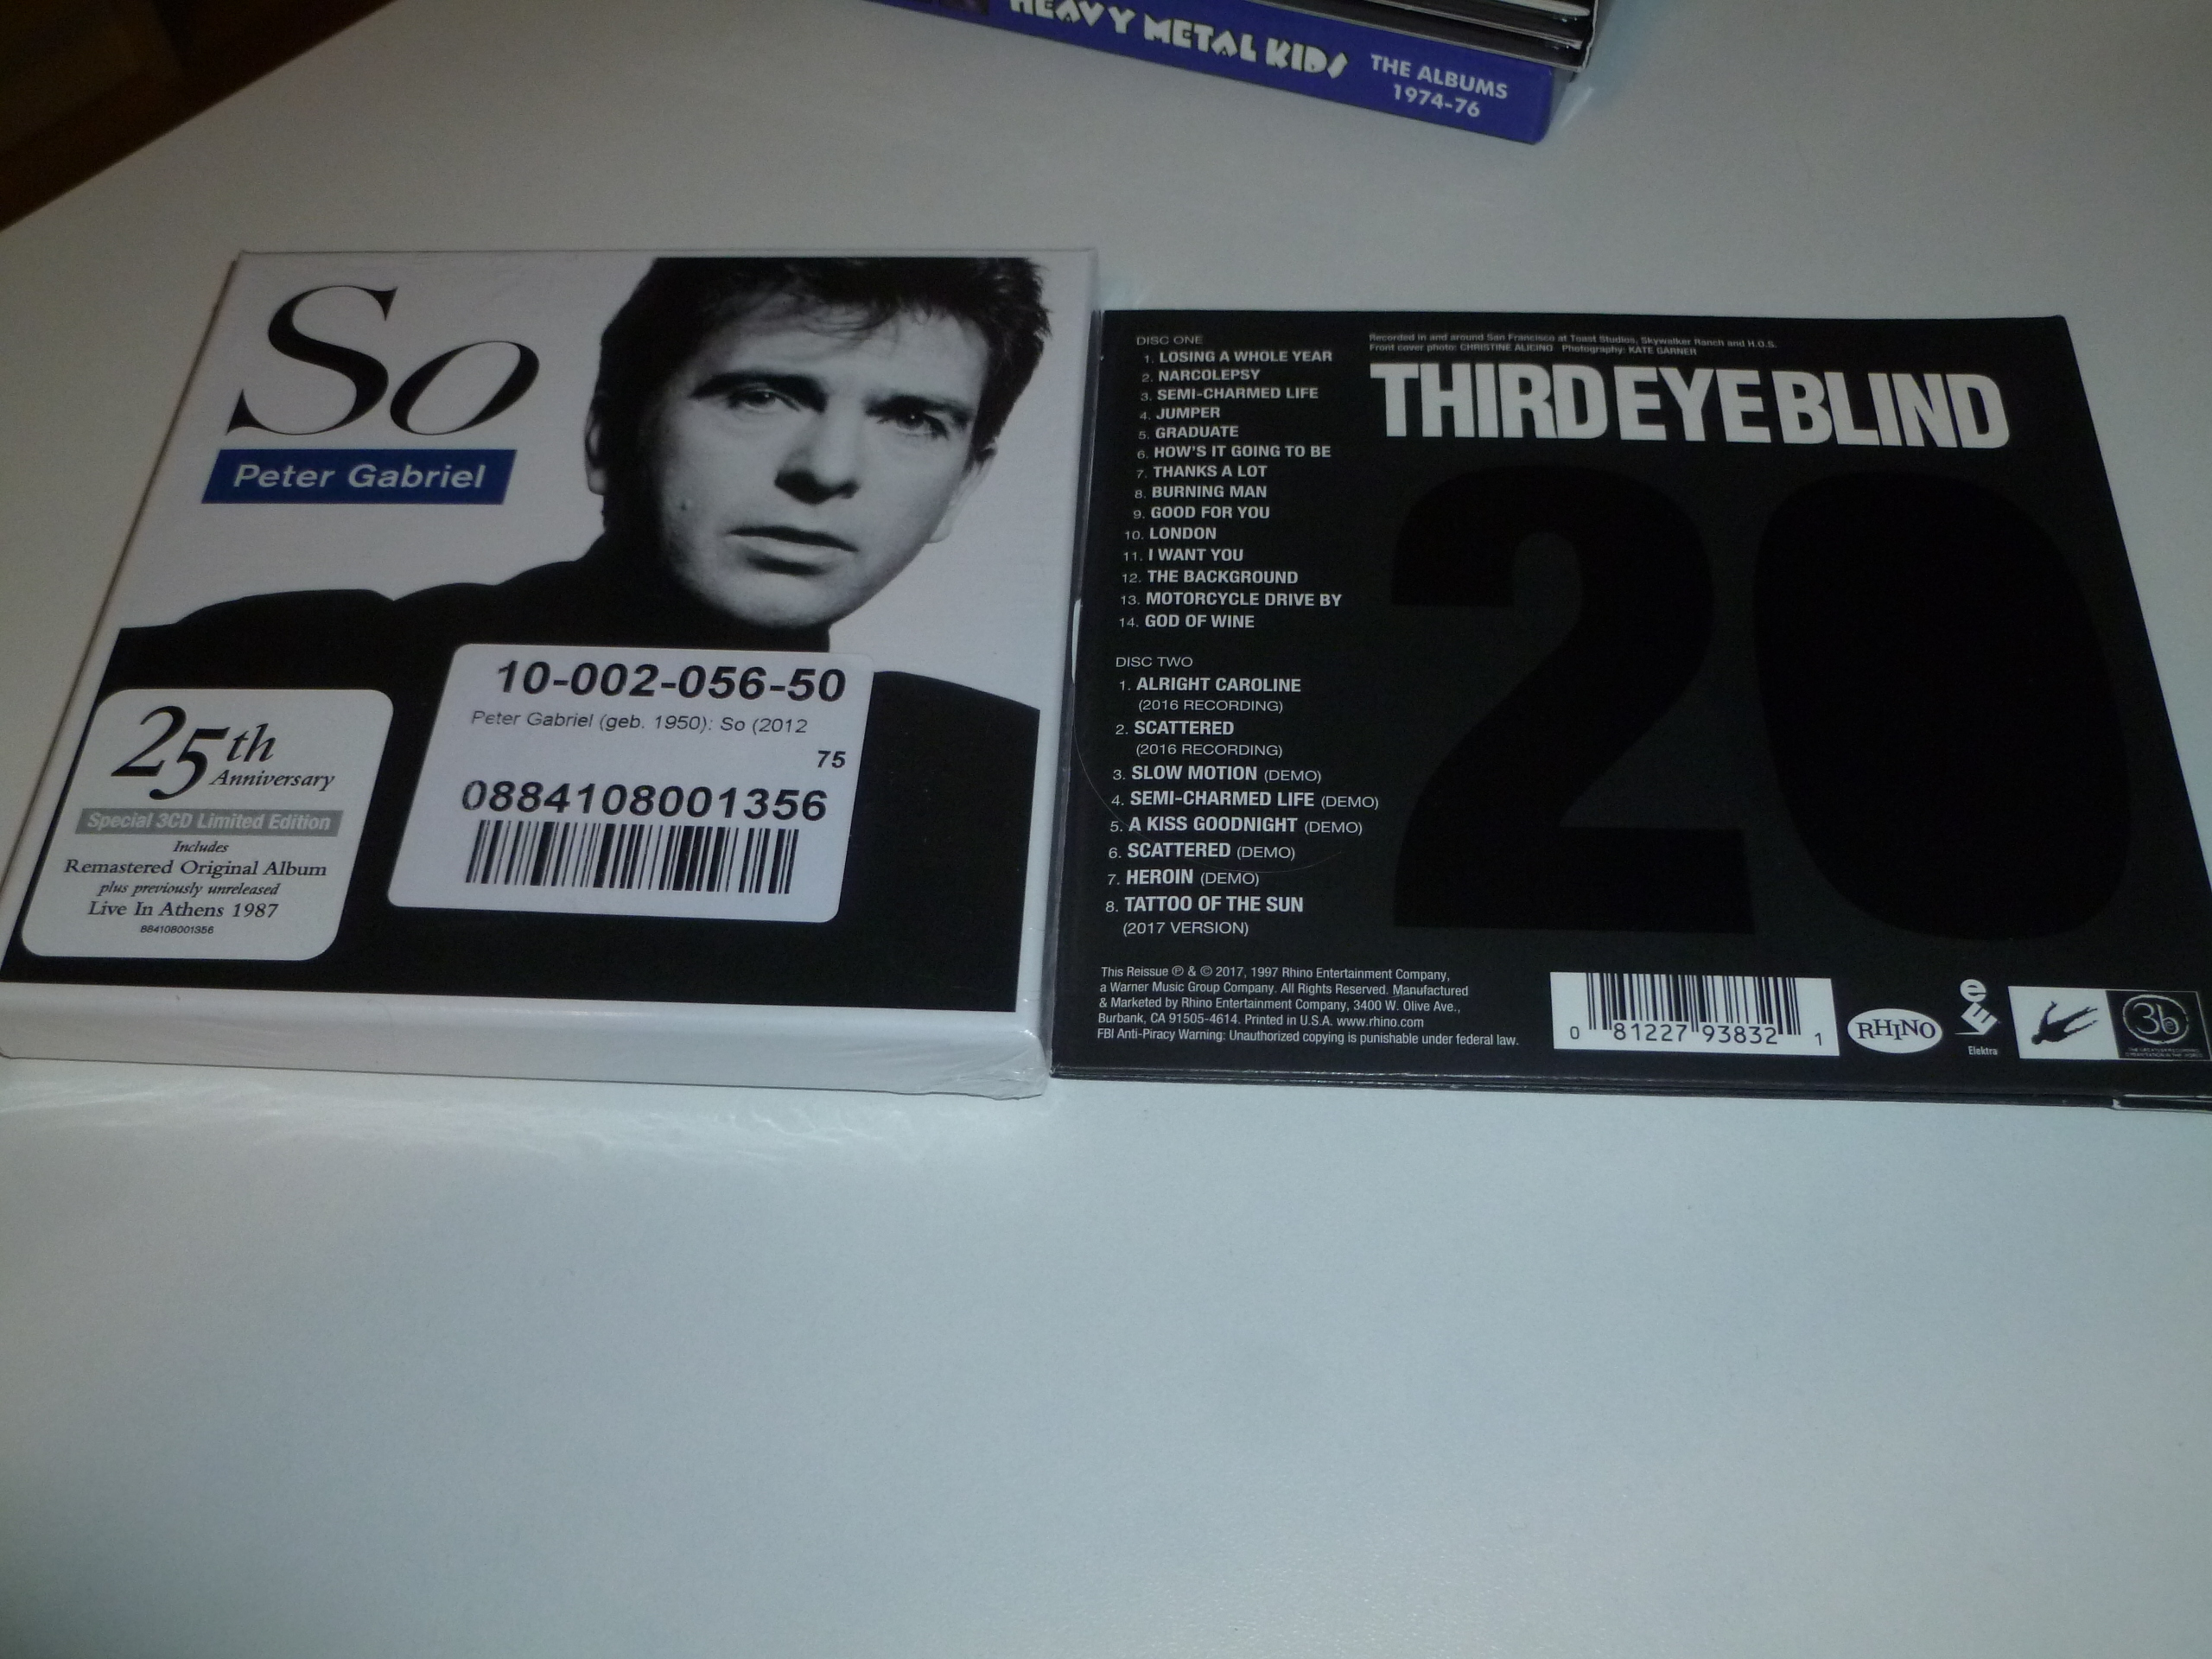 HEAVY METAL KIDS
THE ALBUMS
1974-76
So
Peter Gabriel
10-002-056-50
Peter Gabriel (geb. 1950): So (2012
75
0884108001356
25th
Anniversary
Special 3CD Limited Edition
Includes
Remastered Original Album
plus previously unreleased
Live In Athens 1987
884108001356
DISC ONE
1. LOSING A WHOLE YEAR
2. NARCOLEPSY
3. SEMI-CHARMED LIFE
4. JUMPER
5. GRADUATE
6. HOW'S IT GOING TO BE
7. THANKS A LOT
8. BURNING MAN
9. GOOD FOR YOU
10. LONDON
11. I WANT YOU
12. THE BACKGROUND
13. MOTORCYCLE DRIVE BY
14. GOD OF WINE
DISC TWO
1. ALRIGHT CAROLINE
(2016 RECORDING)
2. SCATTERED
(2016 RECORDING)
3. SLOW MOTION (DEMO)
4. SEMI-CHARMED LIFE (DEMO)
5. A KISS GOODNIGHT (DEMO)
6. SCATTERED (DEMO)
7. HEROIN (DEMO)
8. TATTOO OF THE SUN
(2017 VERSION)
Recorded in and around San Francisco at Toast Studios, Skywalker Ranch and H.O.S.
Front cover photo: CHRISTINE ALICINO Photography: KATE GARNER
THIRD EYE BLIND
20
This Reissue ℗ & © 2017, 1997 Rhino Entertainment Company,
a Warner Music Group Company. All Rights Reserved. Manufactured
& Marketed by Rhino Entertainment Company, 3400 W. Olive Ave.,
Burbank, CA 91505-4614. Printed in U.S.A. www.rhino.com
FBI Anti-Piracy Warning: Unauthorized copying is punishable under federal law.
0 81227 93832 1
RHINO
Elektra
3b